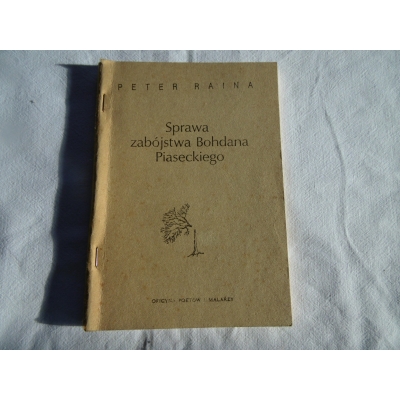 PETER RAINA
Sprawa
zabójstwa Bohdana
Piaseckiego
OFICYNA POETÓW I MALARZY